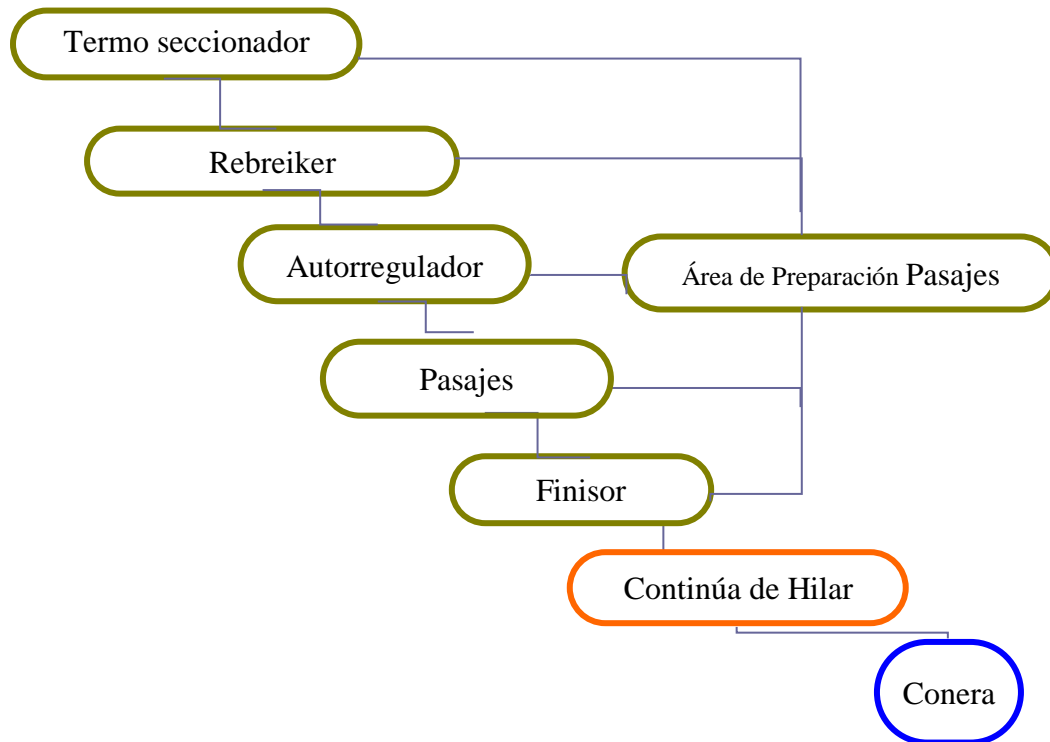 Termo seccionador
Rebreiker
Autorregulador
Área de Preparación Pasajes
Pasajes
Finisor
Continúa de Hilar
Conera